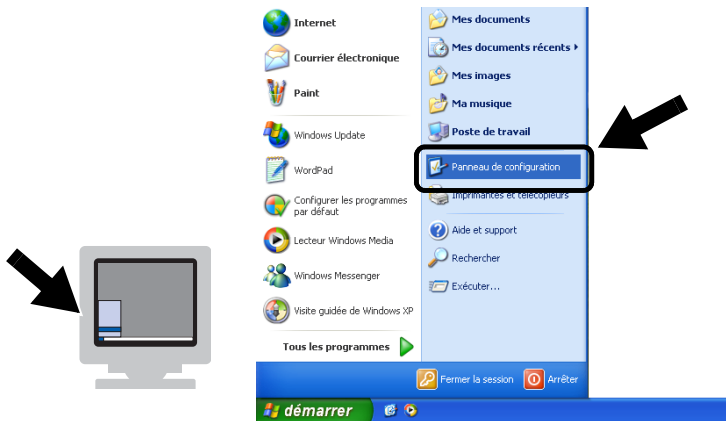 Internet
Courrier électronique
Paint
Windows Update
WordPad
Configurer les programmes
par défaut
Lecteur Windows Media
Windows Messenger
Visite guidée de Windows XP
Tous les programmes
Mes documents
Mes documents récents
Mes images
Ma musique
Poste de travail
Panneau de configuration
Imprimantes et télécopieurs
Aide et support
Rechercher
Exécuter...
Fermer la session
Arrêter
démarrer